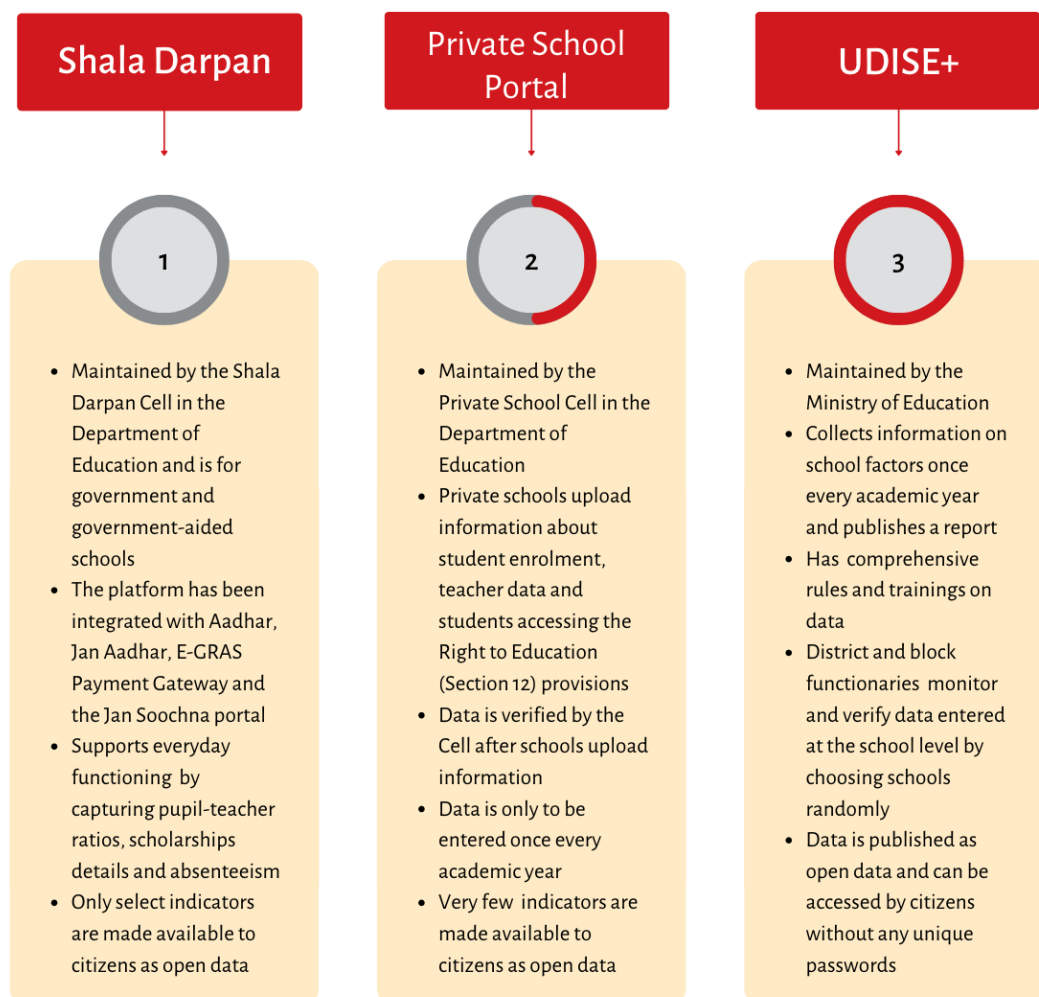 Shala Darpan
1
• Maintained by the Shala
Darpan Cell in the
Department of
Education and is for
government and
government-aided
schools
• The platform has been
integrated with Aadhar,
Jan Aadhar, E-GRAS
Payment Gateway and
the Jan Soochna portal
• Supports everyday
functioning by
capturing pupil-teacher
ratios, scholarships
details and absenteeism
• Only select indicators
are made available to
citizens as open data
Private School
Portal
2
• Maintained by the
Private School Cell in the
Department of
Education
• Private schools upload
information about
student enrolment,
teacher data and
students accessing the
Right to Education
(Section 12) provisions
• Data is verified by the
Cell after schools upload
information
• Data is only to be
entered once every
academic year
• Very few indicators are
made available to
citizens as open data
UDISE+
3
• Maintained by the
Ministry of Education
• Collects information on
school factors once
every academic year
and publishes a report
• Has comprehensive
rules and trainings on
data
• District and block
functionaries monitor
and verify data entered
at the school level by
choosing schools
randomly
• Data is published as
open data and can be
accessed by citizens
without any unique
passwords